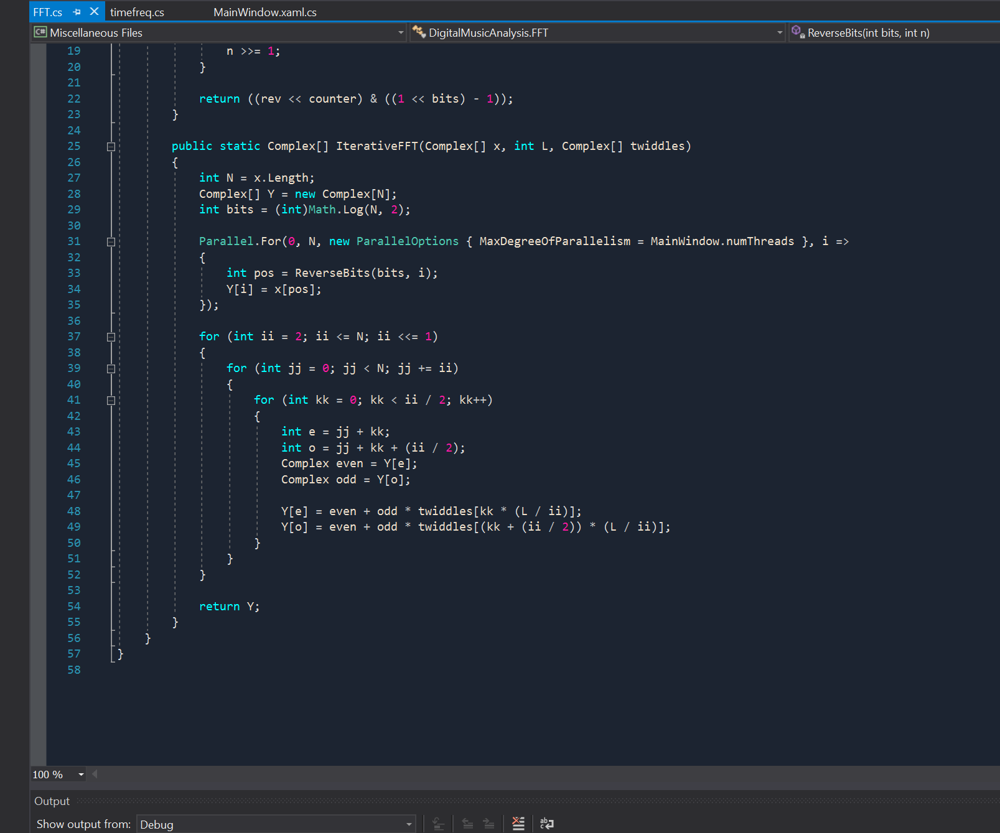 FFT.cs timefreq.cs MainWindow.xaml.cs
C# Miscellaneous Files DigitalMusicAnalysis.FFT ReverseBits(int bits, int n)
19 n >>= 1;
20 }
21
22 return ((rev << counter) & ((1 << bits) - 1));
23 }
24
25 public static Complex[] IterativeFFT(Complex[] x, int L, Complex[] twiddles)
26 {
27 int N = x.Length;
28 Complex[] Y = new Complex[N];
29 int bits = (int)Math.Log(N, 2);
30
31 Parallel.For(0, N, new ParallelOptions { MaxDegreeOfParallelism = MainWindow.numThreads }, i =>
32 {
33 int pos = ReverseBits(bits, i);
34 Y[i] = x[pos];
35 });
36
37 for (int ii = 2; ii <= N; ii <<= 1)
38 {
39 for (int jj = 0; jj < N; jj += ii)
40 {
41 for (int kk = 0; kk < ii / 2; kk++)
42 {
43 int e = jj + kk;
44 int o = jj + kk + (ii / 2);
45 Complex even = Y[e];
46 Complex odd = Y[o];
47
48 Y[e] = even + odd * twiddles[kk * (L / ii)];
49 Y[o] = even + odd * twiddles[(kk + (ii / 2)) * (L / ii)];
50 }
51 }
52 }
53
54 return Y;
55 }
56 }
57 }
58
100 %
Output
Show output from: Debug